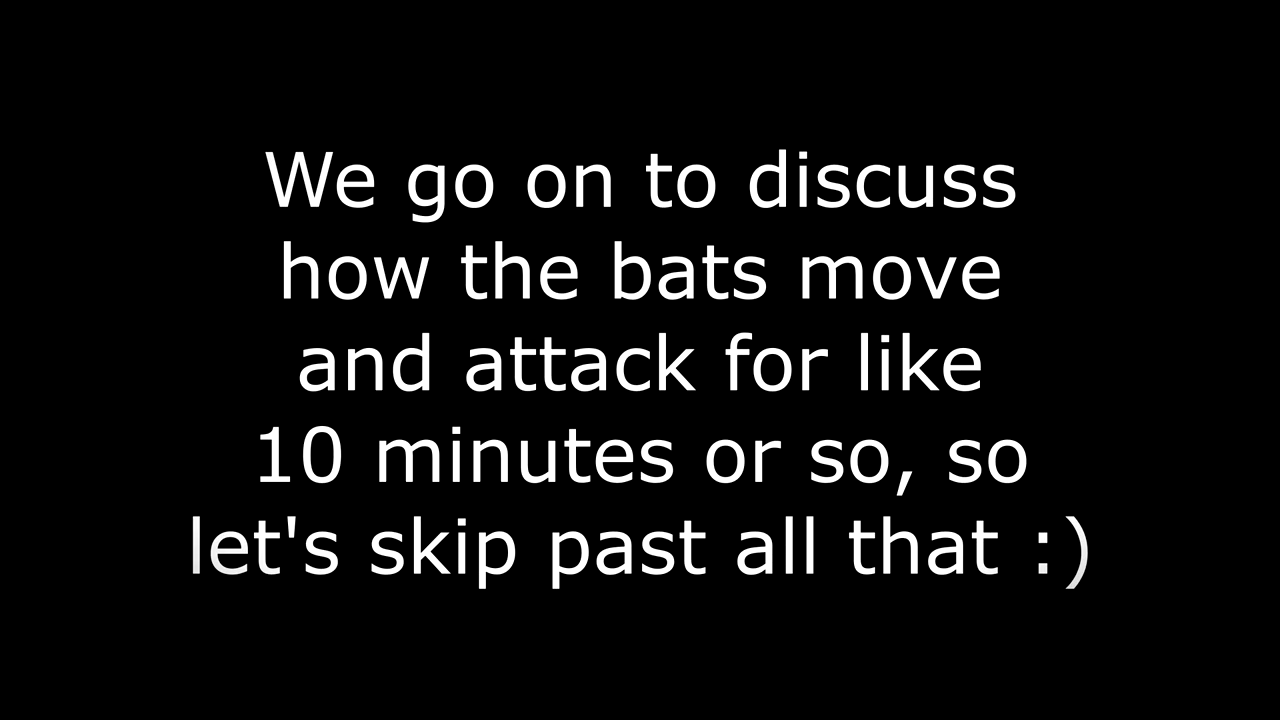 We go on to discuss
how the bats move
and attack for like
10 minutes or so, so
let's skip past all that :)